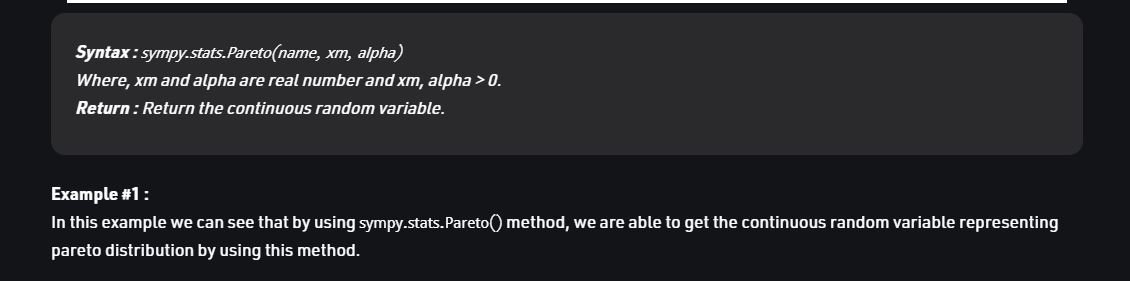 Syntax : sympy.stats.Pareto(name, xm, alpha)
Where, xm and alpha are real number and xm, alpha > 0.
Return : Return the continuous random variable.
Example #1 :
In this example we can see that by using sympy.stats.Pareto() method, we are able to get the continuous random variable representing
pareto distribution by using this method.